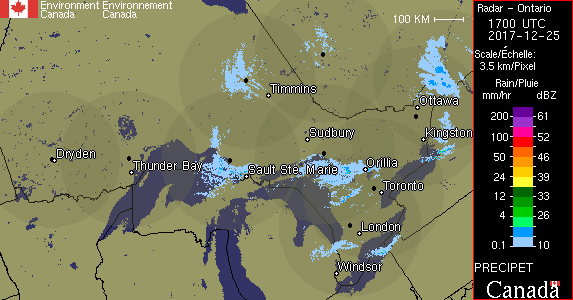 Environment Environnement
Canada Canada
100 KM
Timmins
Ottawa
Sudbury
Kingston
Dryden
Thunder Bay
Sault Ste. Marie
Orillia
Toronto
London
Windsor
Radar - Ontario
1700 UTC
2017-12-25
Scale/Échelle:
3.5 km/Pixel
Rain/Pluie
mm/hr dBZ
200 61
100 52
50 46
24 39
12 33
4 26
0.1 10
PRECIPET
Canada